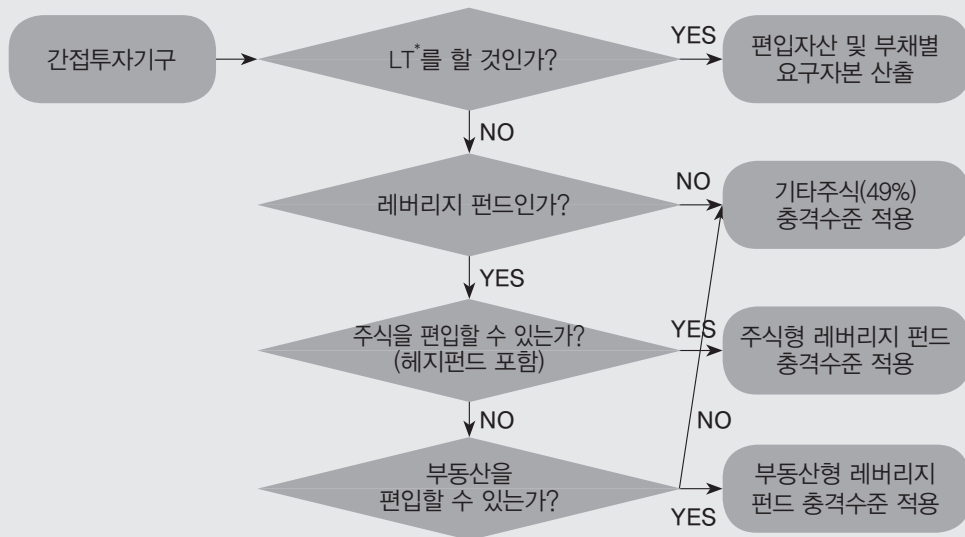 간접투자기구
LT*를 할 것인가?
YES
편입자산 및 부채별
요구자본 산출
NO
레버리지 펀드인가?
NO
기타주식(49%)
충격수준 적용
YES
주식을 편입할 수 있는가?
(헤지펀드 포함)
YES
주식형 레버리지 펀드
충격수준 적용
NO
NO
부동산을
편입할 수 있는가?
YES
부동산형 레버리지
펀드 충격수준 적용